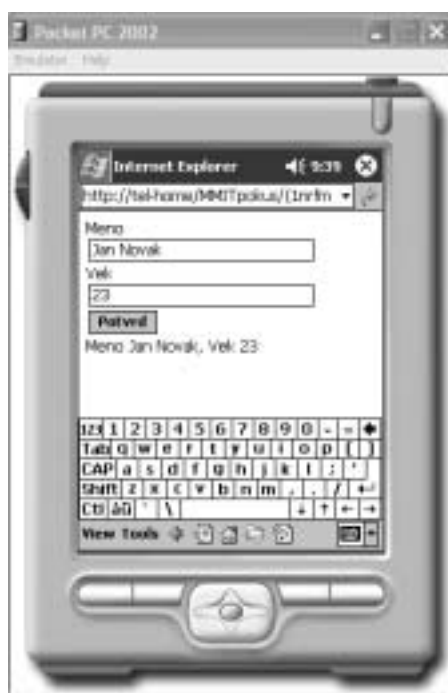 Pocket PC 2002
Emulator Help
Internet Explorer 9:39
http://tel-home/MMITpokus/(1nrfm
Meno
Jan Novak
Vek
23
Potvrd
Meno Jan Novak, Vek 23
123 1 2 3 4 5 6 7 8 9 0 - =
Tab q w e r t y u i o p [ ]
CAP a s d f g h j k l ; '
Shift z x c v b n m , . /
Ctl áü ` \
View Tools